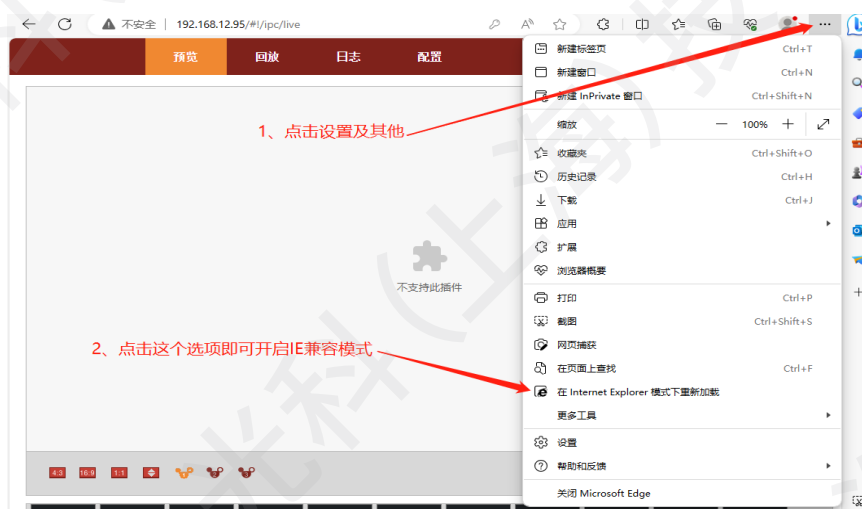 不安全 | 192.168.12.95/#!/ipc/live
预览 回放 日志 配置
新建标签页 Ctrl+T
新建窗口 Ctrl+N
新建 InPrivate 窗口 Ctrl+Shift+N
1、点击设置及其他
缩放 — 100% +
收藏夹 Ctrl+Shift+O
历史记录 Ctrl+H
下载 Ctrl+J
应用
扩展
浏览器概要
不支持此插件
打印 Ctrl+P
截图 Ctrl+Shift+S
2、点击这个选项即可开启IE兼容模式
网页捕获
在页面上查找 Ctrl+F
在 Internet Explorer 模式下重新加载
更多工具
设置
帮助和反馈
4:3 16:9 1:1
关闭 Microsoft Edge